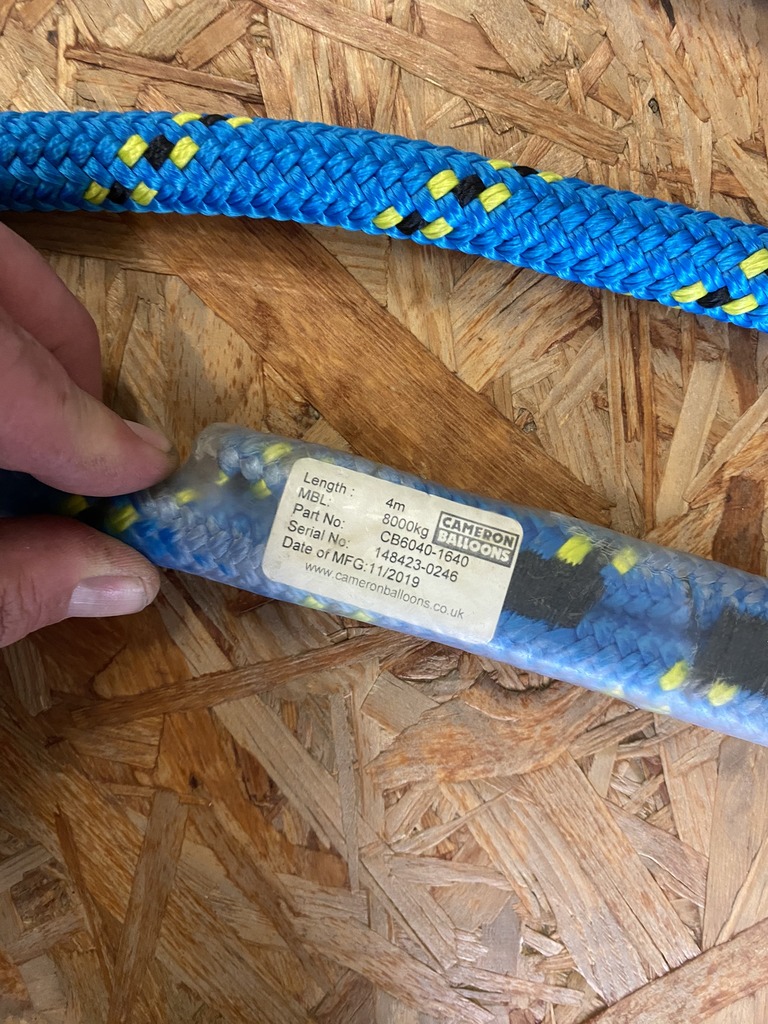 Length: 4m
MBL: 8000kg
Part No: CB6040-1640
Serial No: 148423-0246
Date of MFG: 11/2019
www.cameronballoons.co.uk
CAMERON
BALLOONS